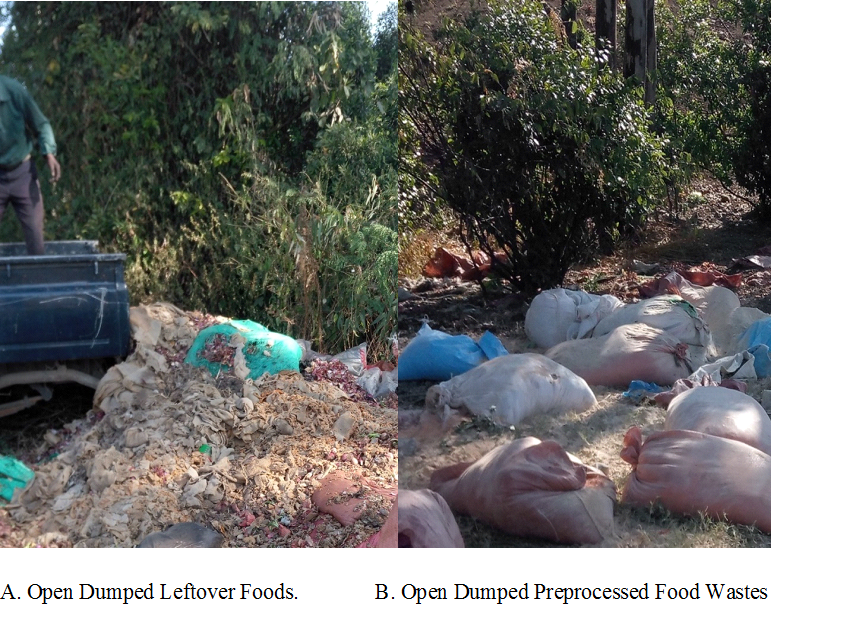 A. Open Dumped Leftover Foods. B. Open Dumped Preprocessed Food Wastes